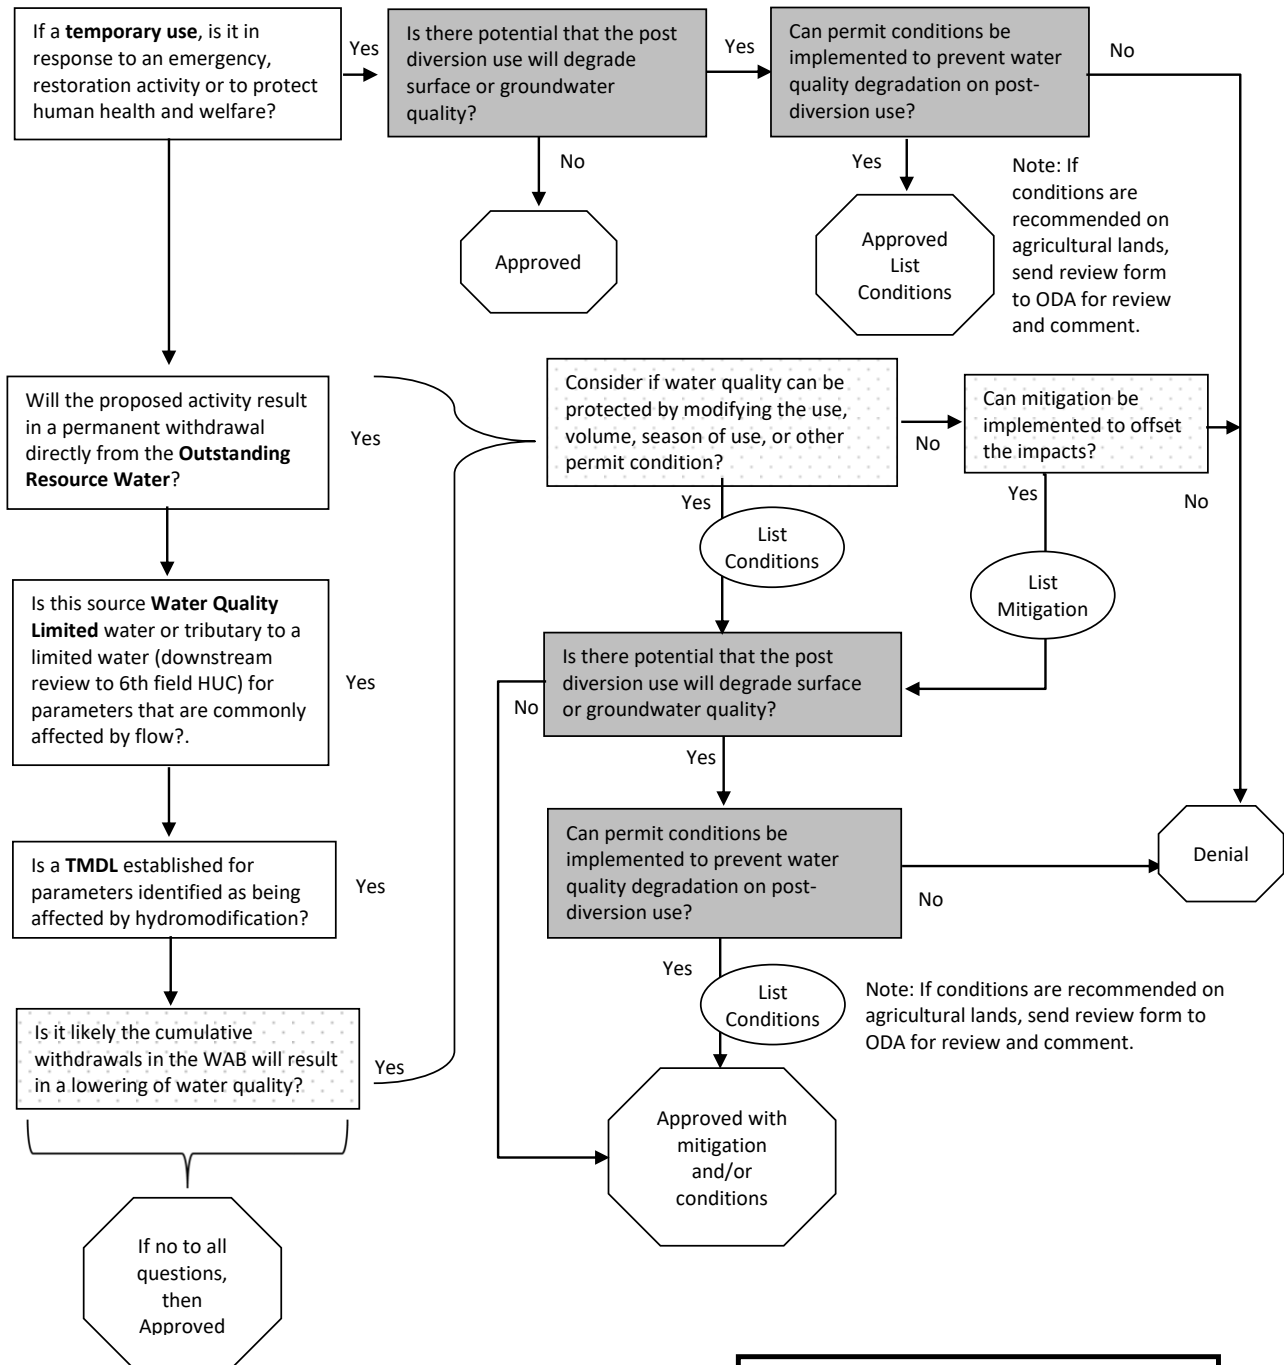 If a temporary use, is it in
response to an emergency,
restoration activity or to protect
human health and welfare?
Yes
Is there potential that the post
diversion use will degrade
surface or groundwater
quality?
Yes
Can permit conditions be
implemented to prevent water
quality degradation on post-
diversion use?
No
No
Approved
Yes
Approved
List
Conditions
Note: If
conditions are
recommended on
agricultural lands,
send review form
to ODA for review
and comment.
Will the proposed activity result
in a permanent withdrawal
directly from the Outstanding
Resource Water?
Yes
Consider if water quality can be
protected by modifying the use,
volume, season of use, or other
permit condition?
No
Can mitigation be
implemented to offset
the impacts?
No
Yes
List
Conditions
Yes
List
Mitigation
Is this source Water Quality
Limited water or tributary to a
limited water (downstream
review to 6th field HUC) for
parameters that are commonly
affected by flow?.
Yes
Is there potential that the post
diversion use will degrade surface
or groundwater quality?
No
Yes
Is a TMDL established for
parameters identified as being
affected by hydromodification?
Yes
Can permit conditions be
implemented to prevent water
quality degradation on post-
diversion use?
No
Denial
Yes
List
Conditions
Note: If conditions are recommended on
agricultural lands, send review form to
ODA for review and comment.
Is it likely the cumulative
withdrawals in the WAB will result
in a lowering of water quality?
Yes
Approved with
mitigation
and/or
conditions
If no to all
questions,
then
Approved